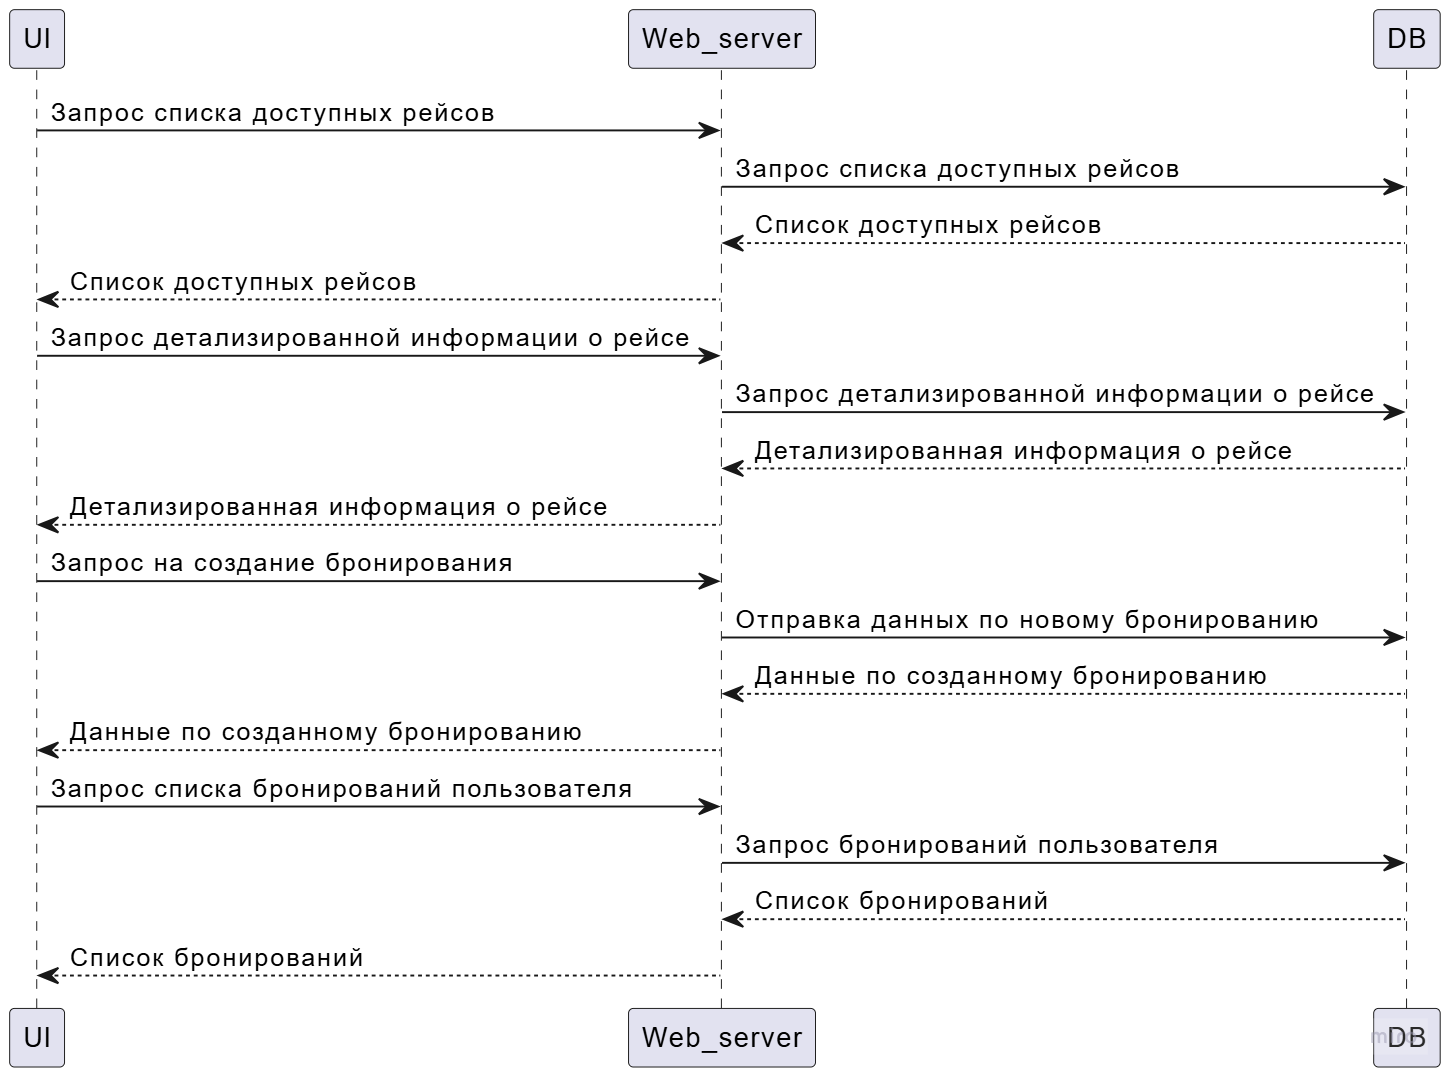 UI
Web_server
DB
Запрос списка доступных рейсов
Запрос списка доступных рейсов
Список доступных рейсов
Список доступных рейсов
Запрос детализированной информации о рейсе
Запрос детализированной информации о рейсе
Детализированная информация о рейсе
Детализированная информация о рейсе
Запрос на создание бронирования
Отправка данных по новому бронированию
Данные по созданному бронированию
Данные по созданному бронированию
Запрос списка бронирований пользователя
Запрос бронирований пользователя
Список бронирований
Список бронирований
UI
Web_server
DB
miro